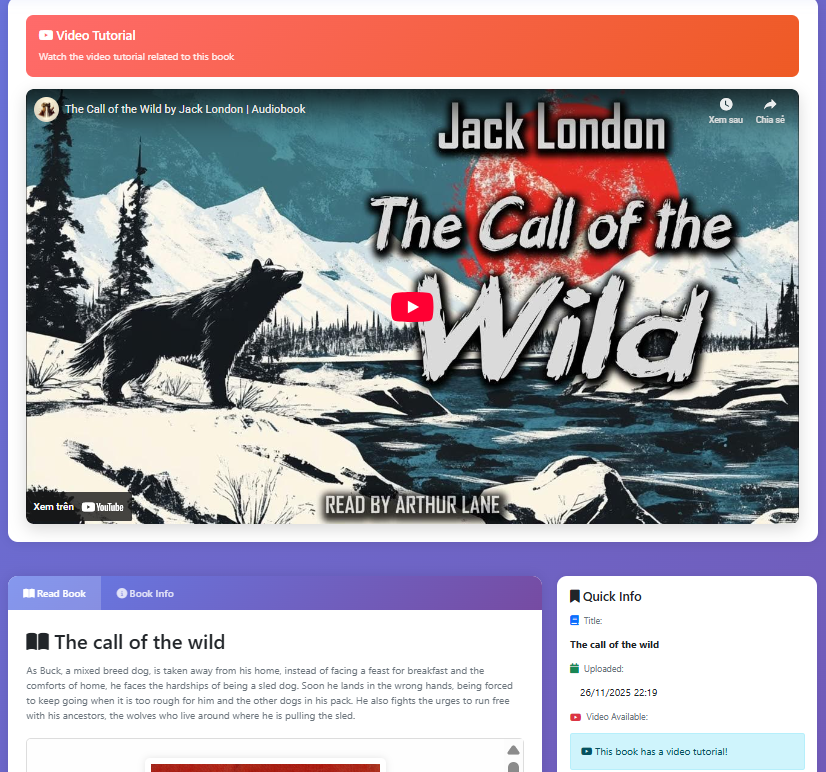 Video Tutorial
Watch the video tutorial related to this book
The Call of the Wild by Jack London | Audiobook
Xem sau
Chia sẻ
Jack London
The Call of the
Wild
READ BY ARTHUR LANE
Xem trên YouTube
Read Book
Book Info
The call of the wild
As Buck, a mixed breed dog, is taken away from his home, instead of facing a feast for breakfast and the
comforts of home, he faces the hardships of being a sled dog. Soon he lands in the wrong hands, being forced
to keep going when it is too rough for him and the other dogs in his pack. He also fights the urges to run free
with his ancestors, the wolves who live around where he is pulling the sled.
Quick Info
Title:
The call of the wild
Uploaded:
26/11/2025 22:19
Video Available:
This book has a video tutorial!